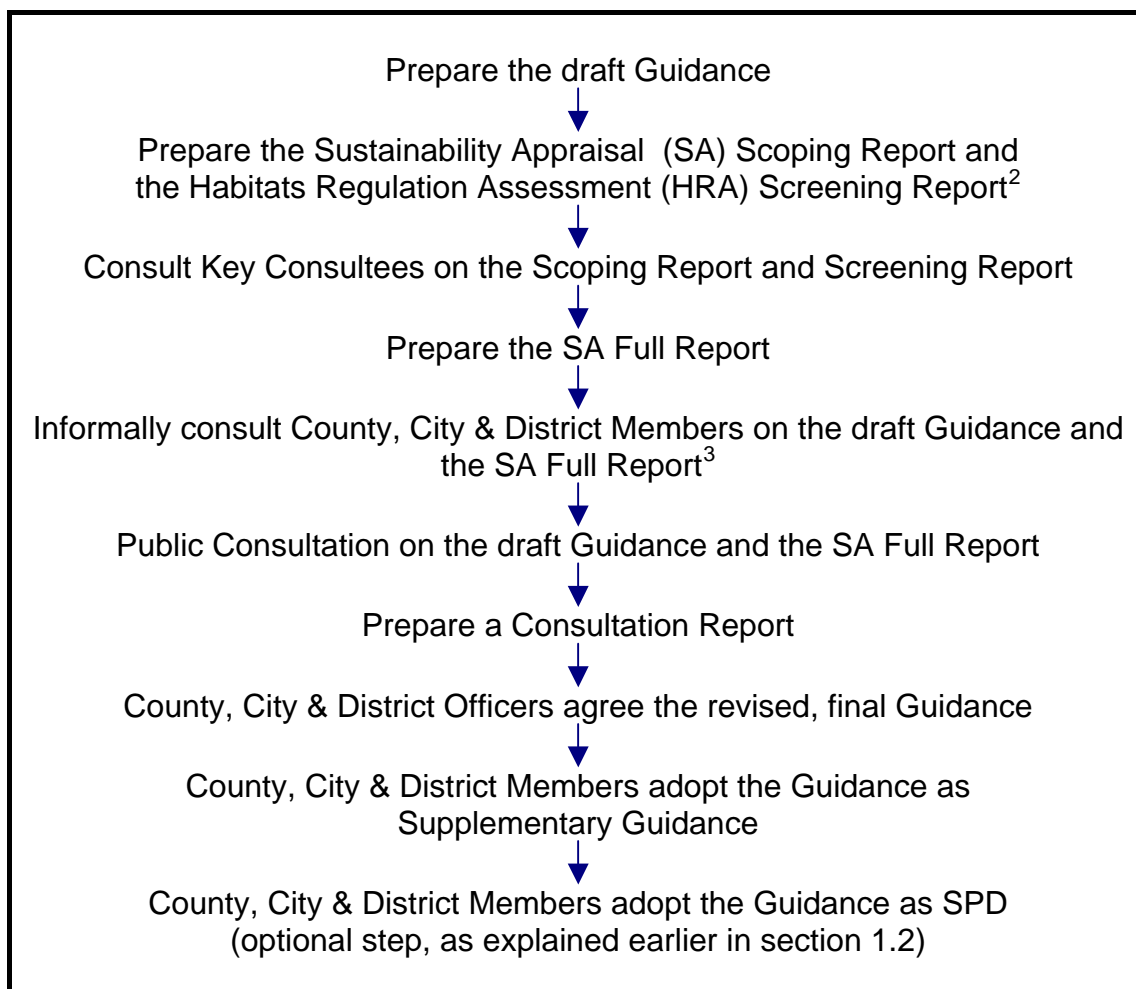 Prepare the draft Guidance
Prepare the Sustainability Appraisal (SA) Scoping Report and
the Habitats Regulation Assessment (HRA) Screening Report²
Consult Key Consultees on the Scoping Report and Screening Report
Prepare the SA Full Report
Informally consult County, City & District Members on the draft Guidance and
the SA Full Report³
Public Consultation on the draft Guidance and the SA Full Report
Prepare a Consultation Report
County, City & District Officers agree the revised, final Guidance
County, City & District Members adopt the Guidance as
Supplementary Guidance
County, City & District Members adopt the Guidance as SPD
(optional step, as explained earlier in section 1.2)